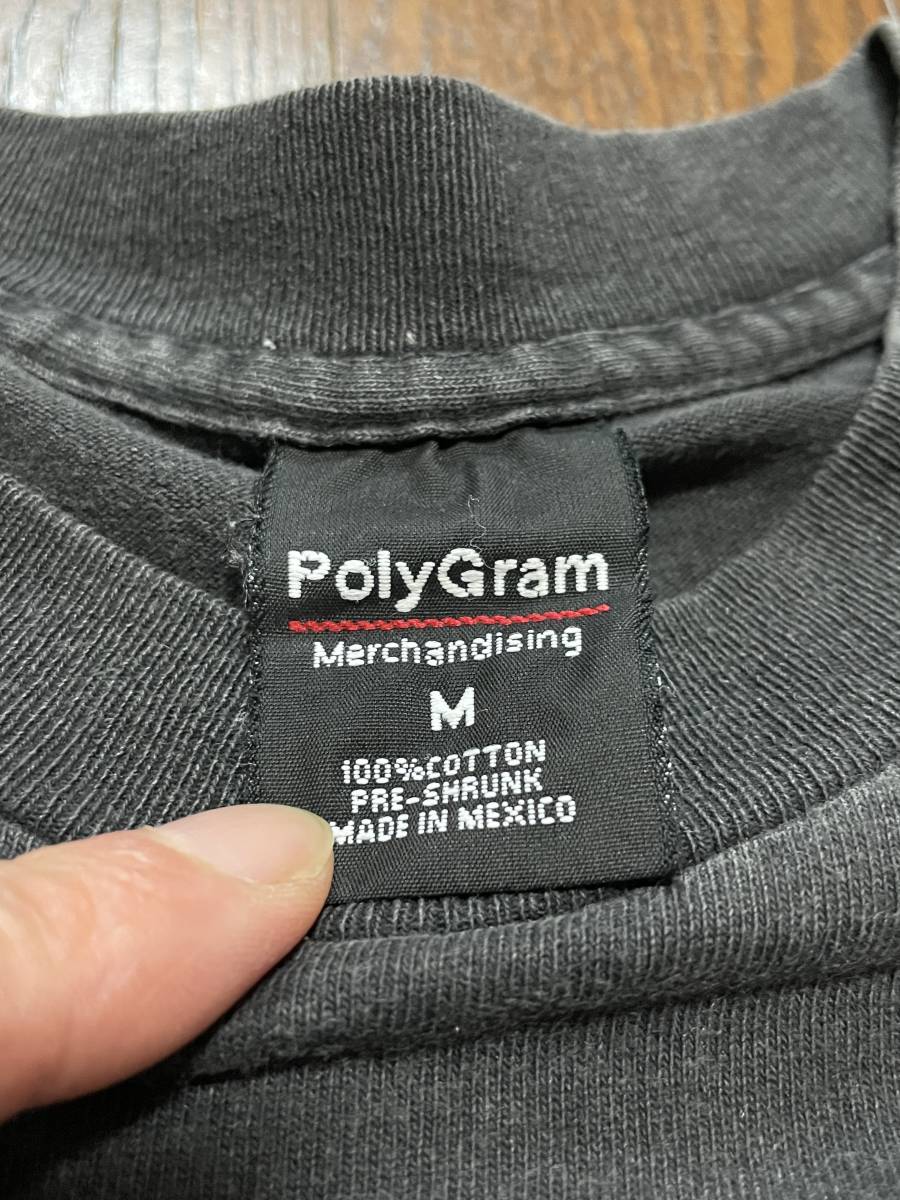 PolyGram
Merchandising
M
100%COTTON
PRE-SHRUNK
MADE IN MEXICO